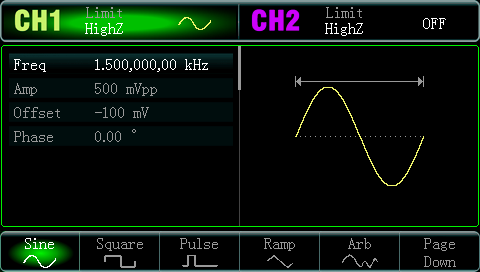 CH1 Limit HighZ
CH2 Limit HighZ OFF
Freq 1.500,000,00 kHz
Amp 500 mVpp
Offset -100 mV
Phase 0.00 °
Sine Square Pulse Ramp Arb Page Down